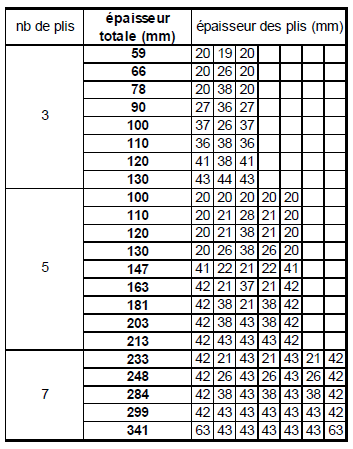 nb de plis épaisseur totale (mm) épaisseur des plis (mm)
3
59 20 19 20
66 20 26 20
78 20 38 20
90 27 36 27
100 37 26 37
110 36 38 36
120 41 38 41
130 43 44 43
5
100 20 20 20 20 20
110 20 21 28 21 20
120 20 21 38 21 20
130 20 26 38 26 20
147 41 22 21 22 41
163 42 21 37 21 42
181 42 38 21 38 42
203 42 38 43 38 42
213 42 43 43 43 42
7
233 42 21 43 21 43 21 42
248 42 26 43 26 43 26 42
284 42 38 43 38 43 38 42
299 42 43 43 43 43 43 42
341 63 43 43 43 43 43 63